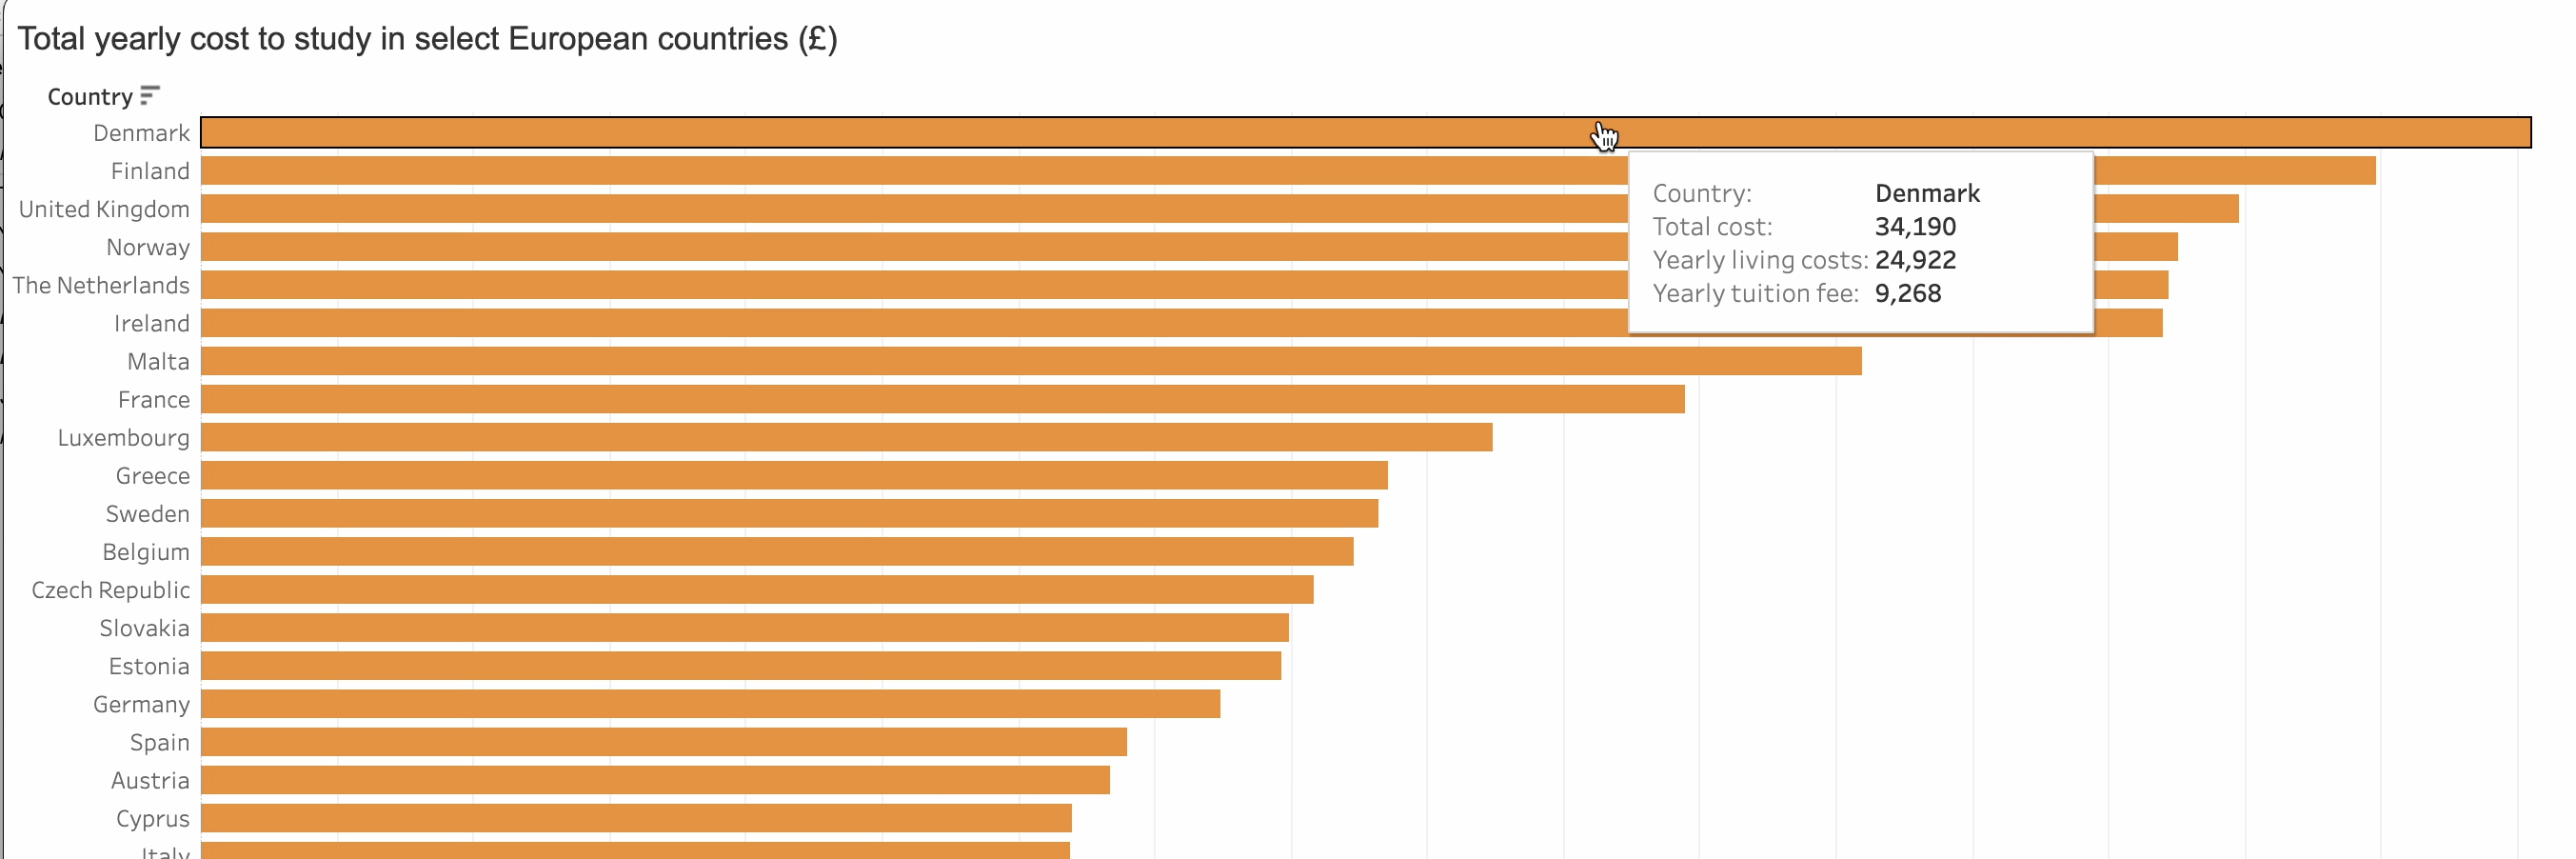 Total yearly cost to study in select European countries (£)
Country
Denmark
Finland
United Kingdom
Norway
The Netherlands
Ireland
Malta
France
Luxembourg
Greece
Sweden
Belgium
Czech Republic
Slovakia
Estonia
Germany
Spain
Austria
Cyprus
Italy
Country: Denmark
Total cost: 34,190
Yearly living costs: 24,922
Yearly tuition fee: 9,268